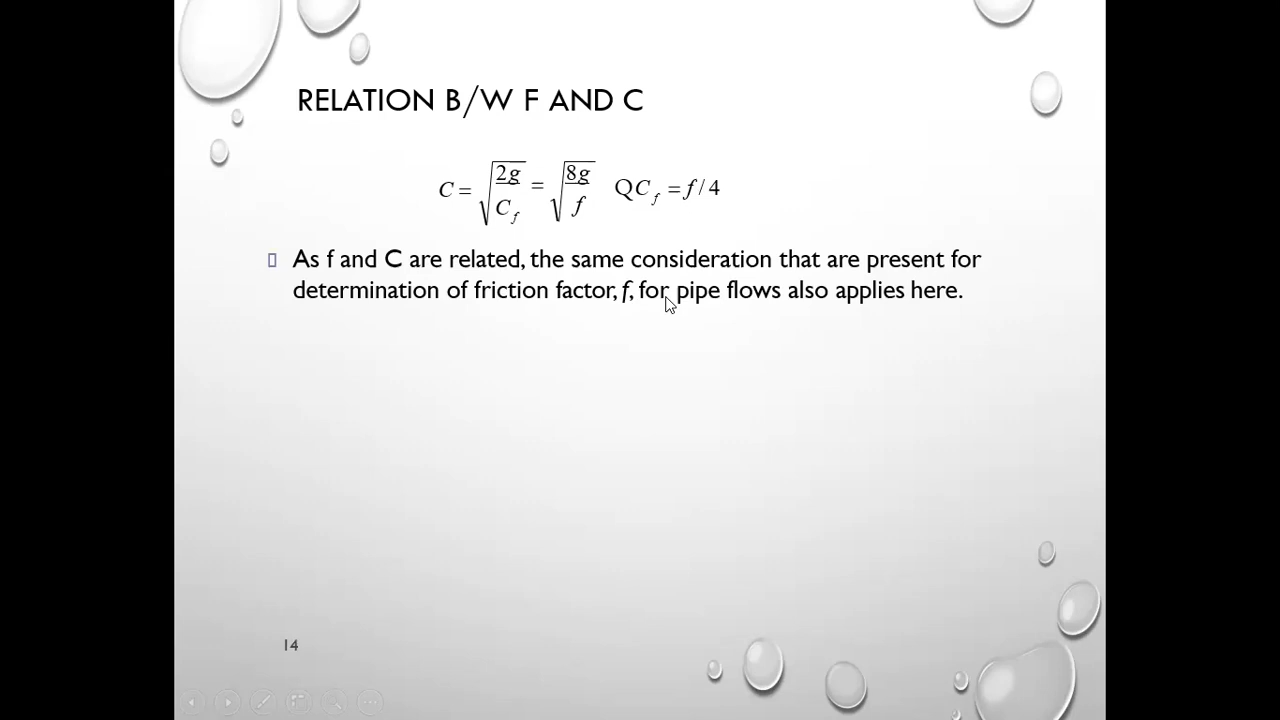 RELATION B/W F AND C
C = √(2g/C_f) = √(8g/f) QC_f = f/4
As f and C are related, the same consideration that are present for
determination of friction factor, f, for pipe flows also applies here.
14